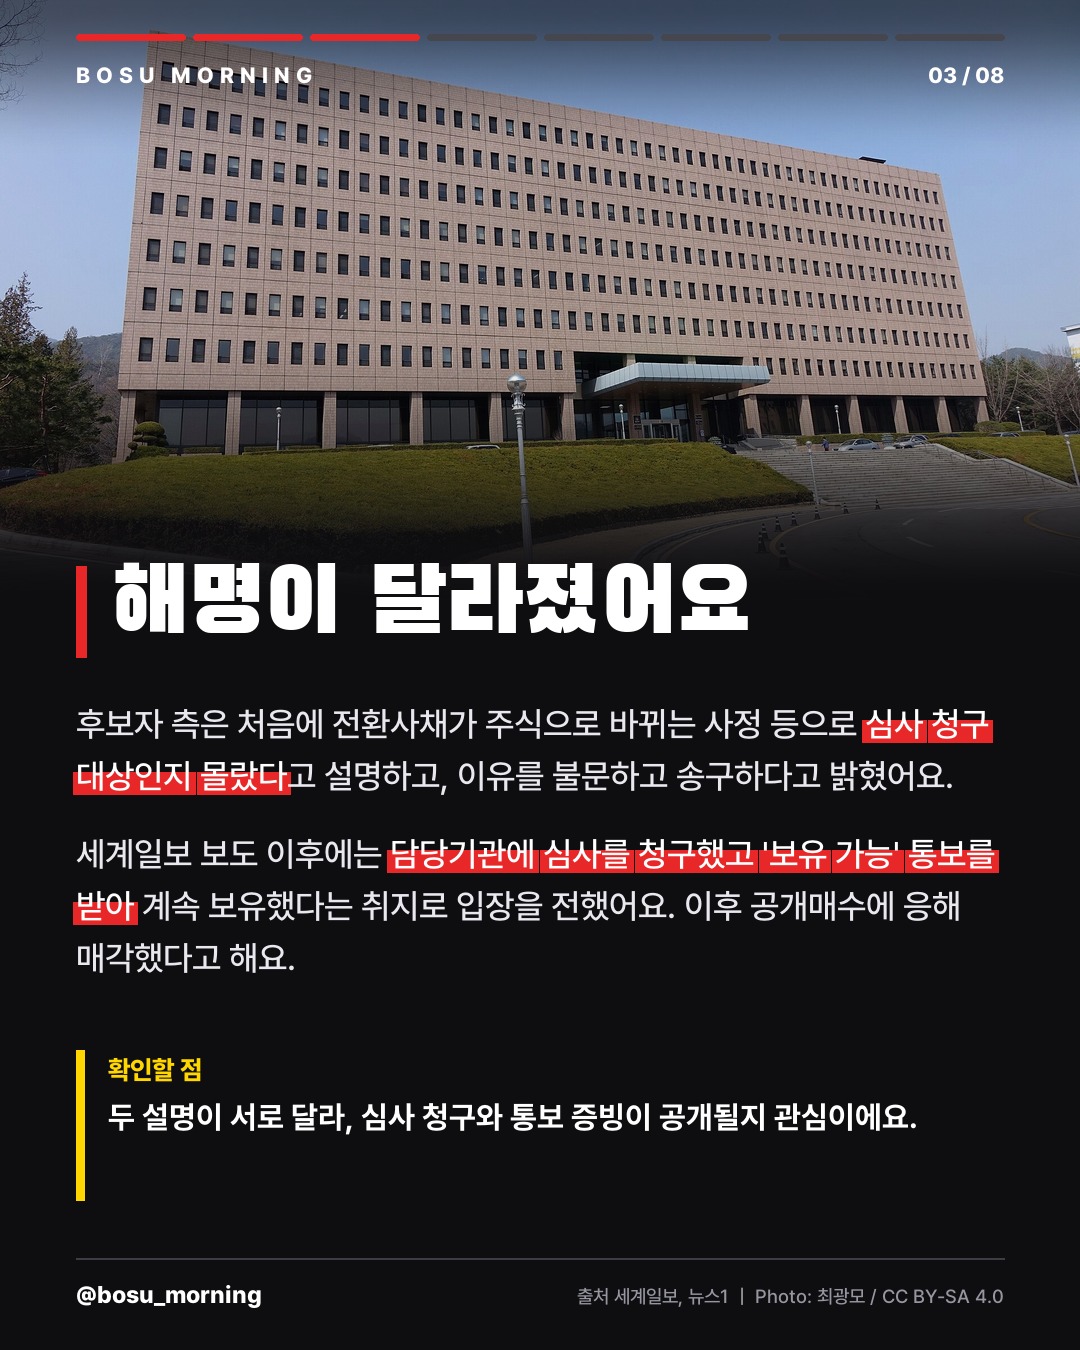 BOSU MORNING
03 / 08
해명이 달라졌어요
후보자 측은 처음에 전환사채가 주식으로 바뀌는 사정 등으로 심사 청구
대상인지 몰랐다고 설명하고, 이유를 불문하고 송구하다고 밝혔어요.
세계일보 보도 이후에는 담당기관에 심사를 청구했고 '보유 가능' 통보를
받아 계속 보유했다는 취지로 입장을 전했어요. 이후 공개매수에 응해
매각했다고 해요.
확인할 점
두 설명이 서로 달라, 심사 청구와 통보 증빙이 공개될지 관심이에요.
@bosu_morning
출처 세계일보, 뉴스1 | Photo: 최광모 / CC BY-SA 4.0